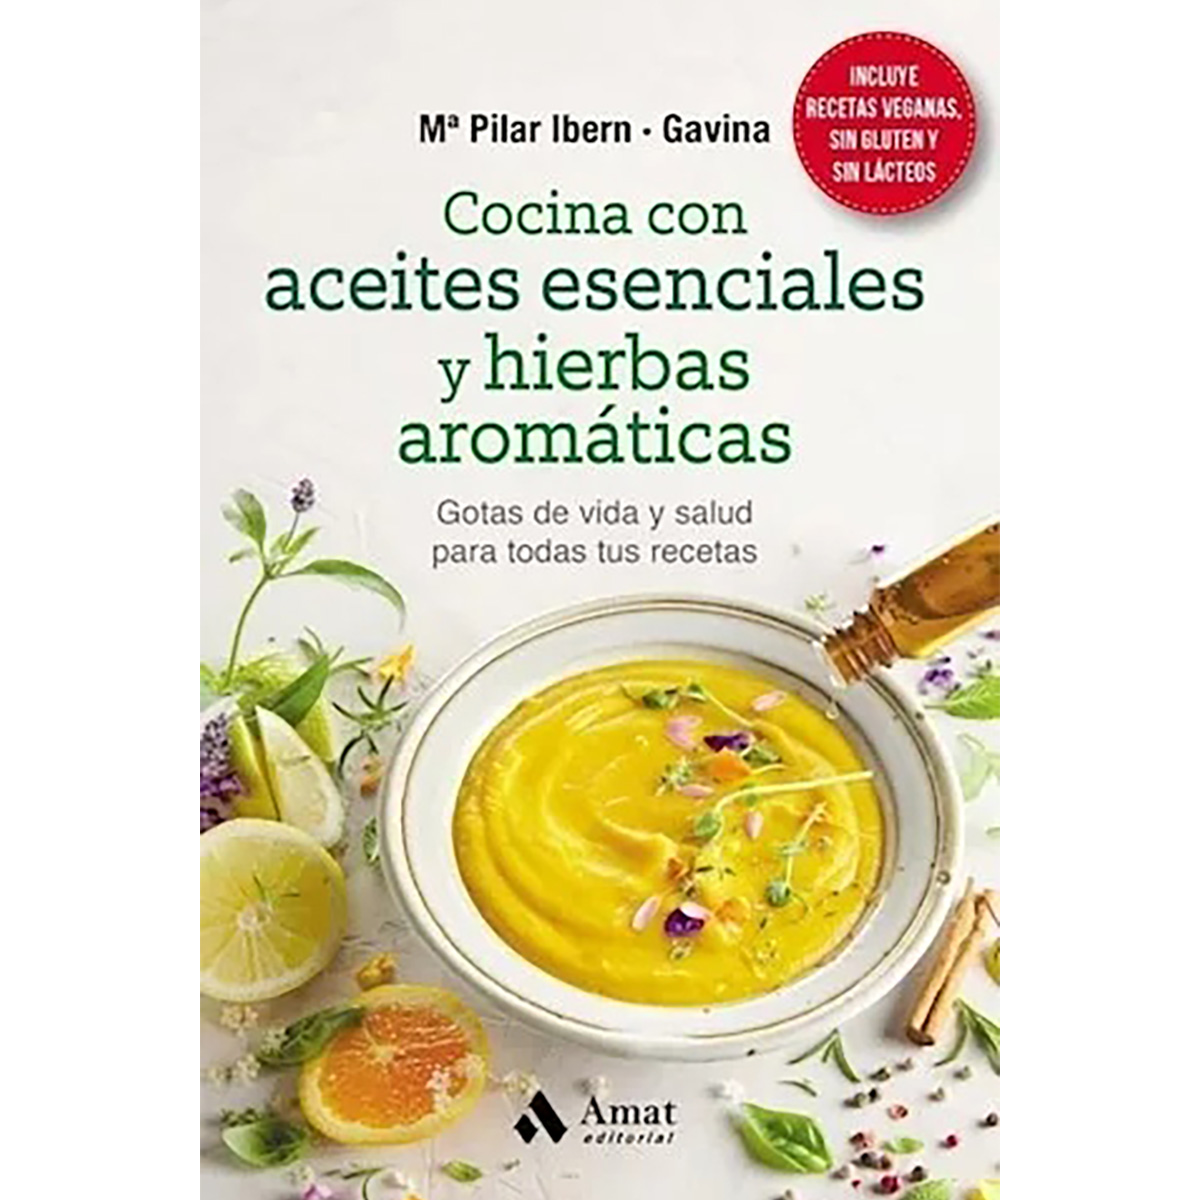 Mª Pilar Ibern · Gavina
INCLUYE
RECETAS VEGANAS,
SIN GLUTEN Y
SIN LÁCTEOS
Cocina con
aceites esenciales
y hierbas
aromáticas
Gotas de vida y salud
para todas tus recetas
Amat
editorial